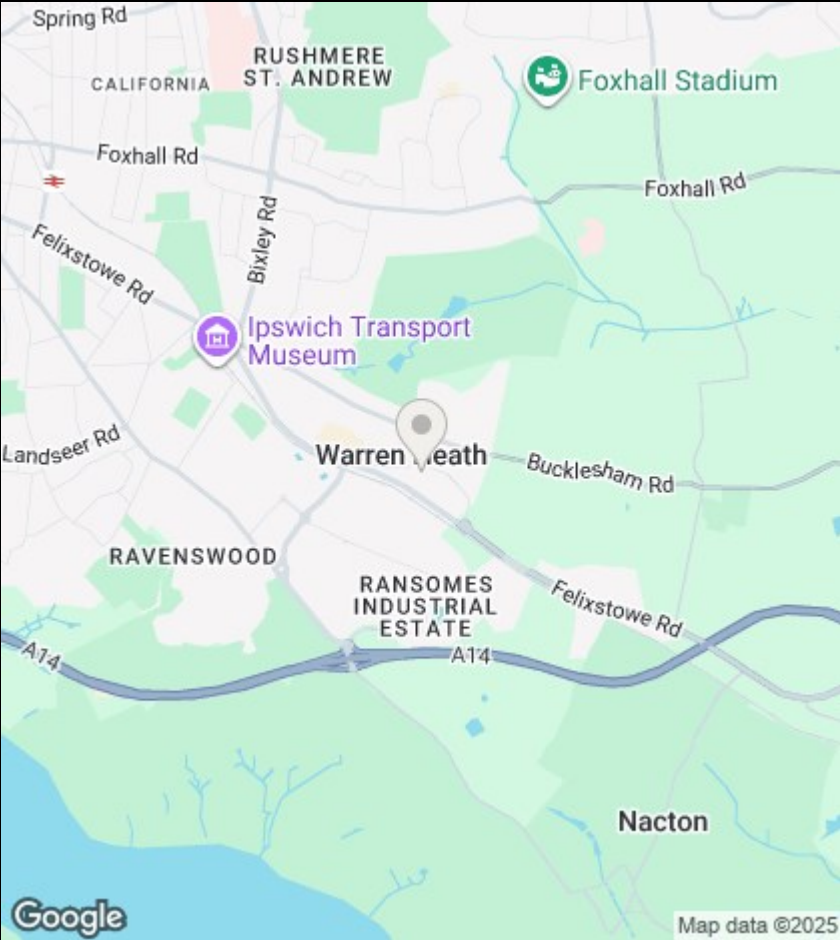 Spring Rd
RUSHMERE
ST. ANDREW
CALIFORNIA
Foxhall Stadium
Foxhall Rd
Foxhall Rd
Bixley Rd
Felixstowe Rd
Ipswich Transport
Museum
Landseer Rd
Warren Heath
Bucklesham Rd
RAVENSWOOD
RANSOMES
INDUSTRIAL
ESTATE
Felixstowe Rd
A14
A14
Nacton
Google
Map data ©2025